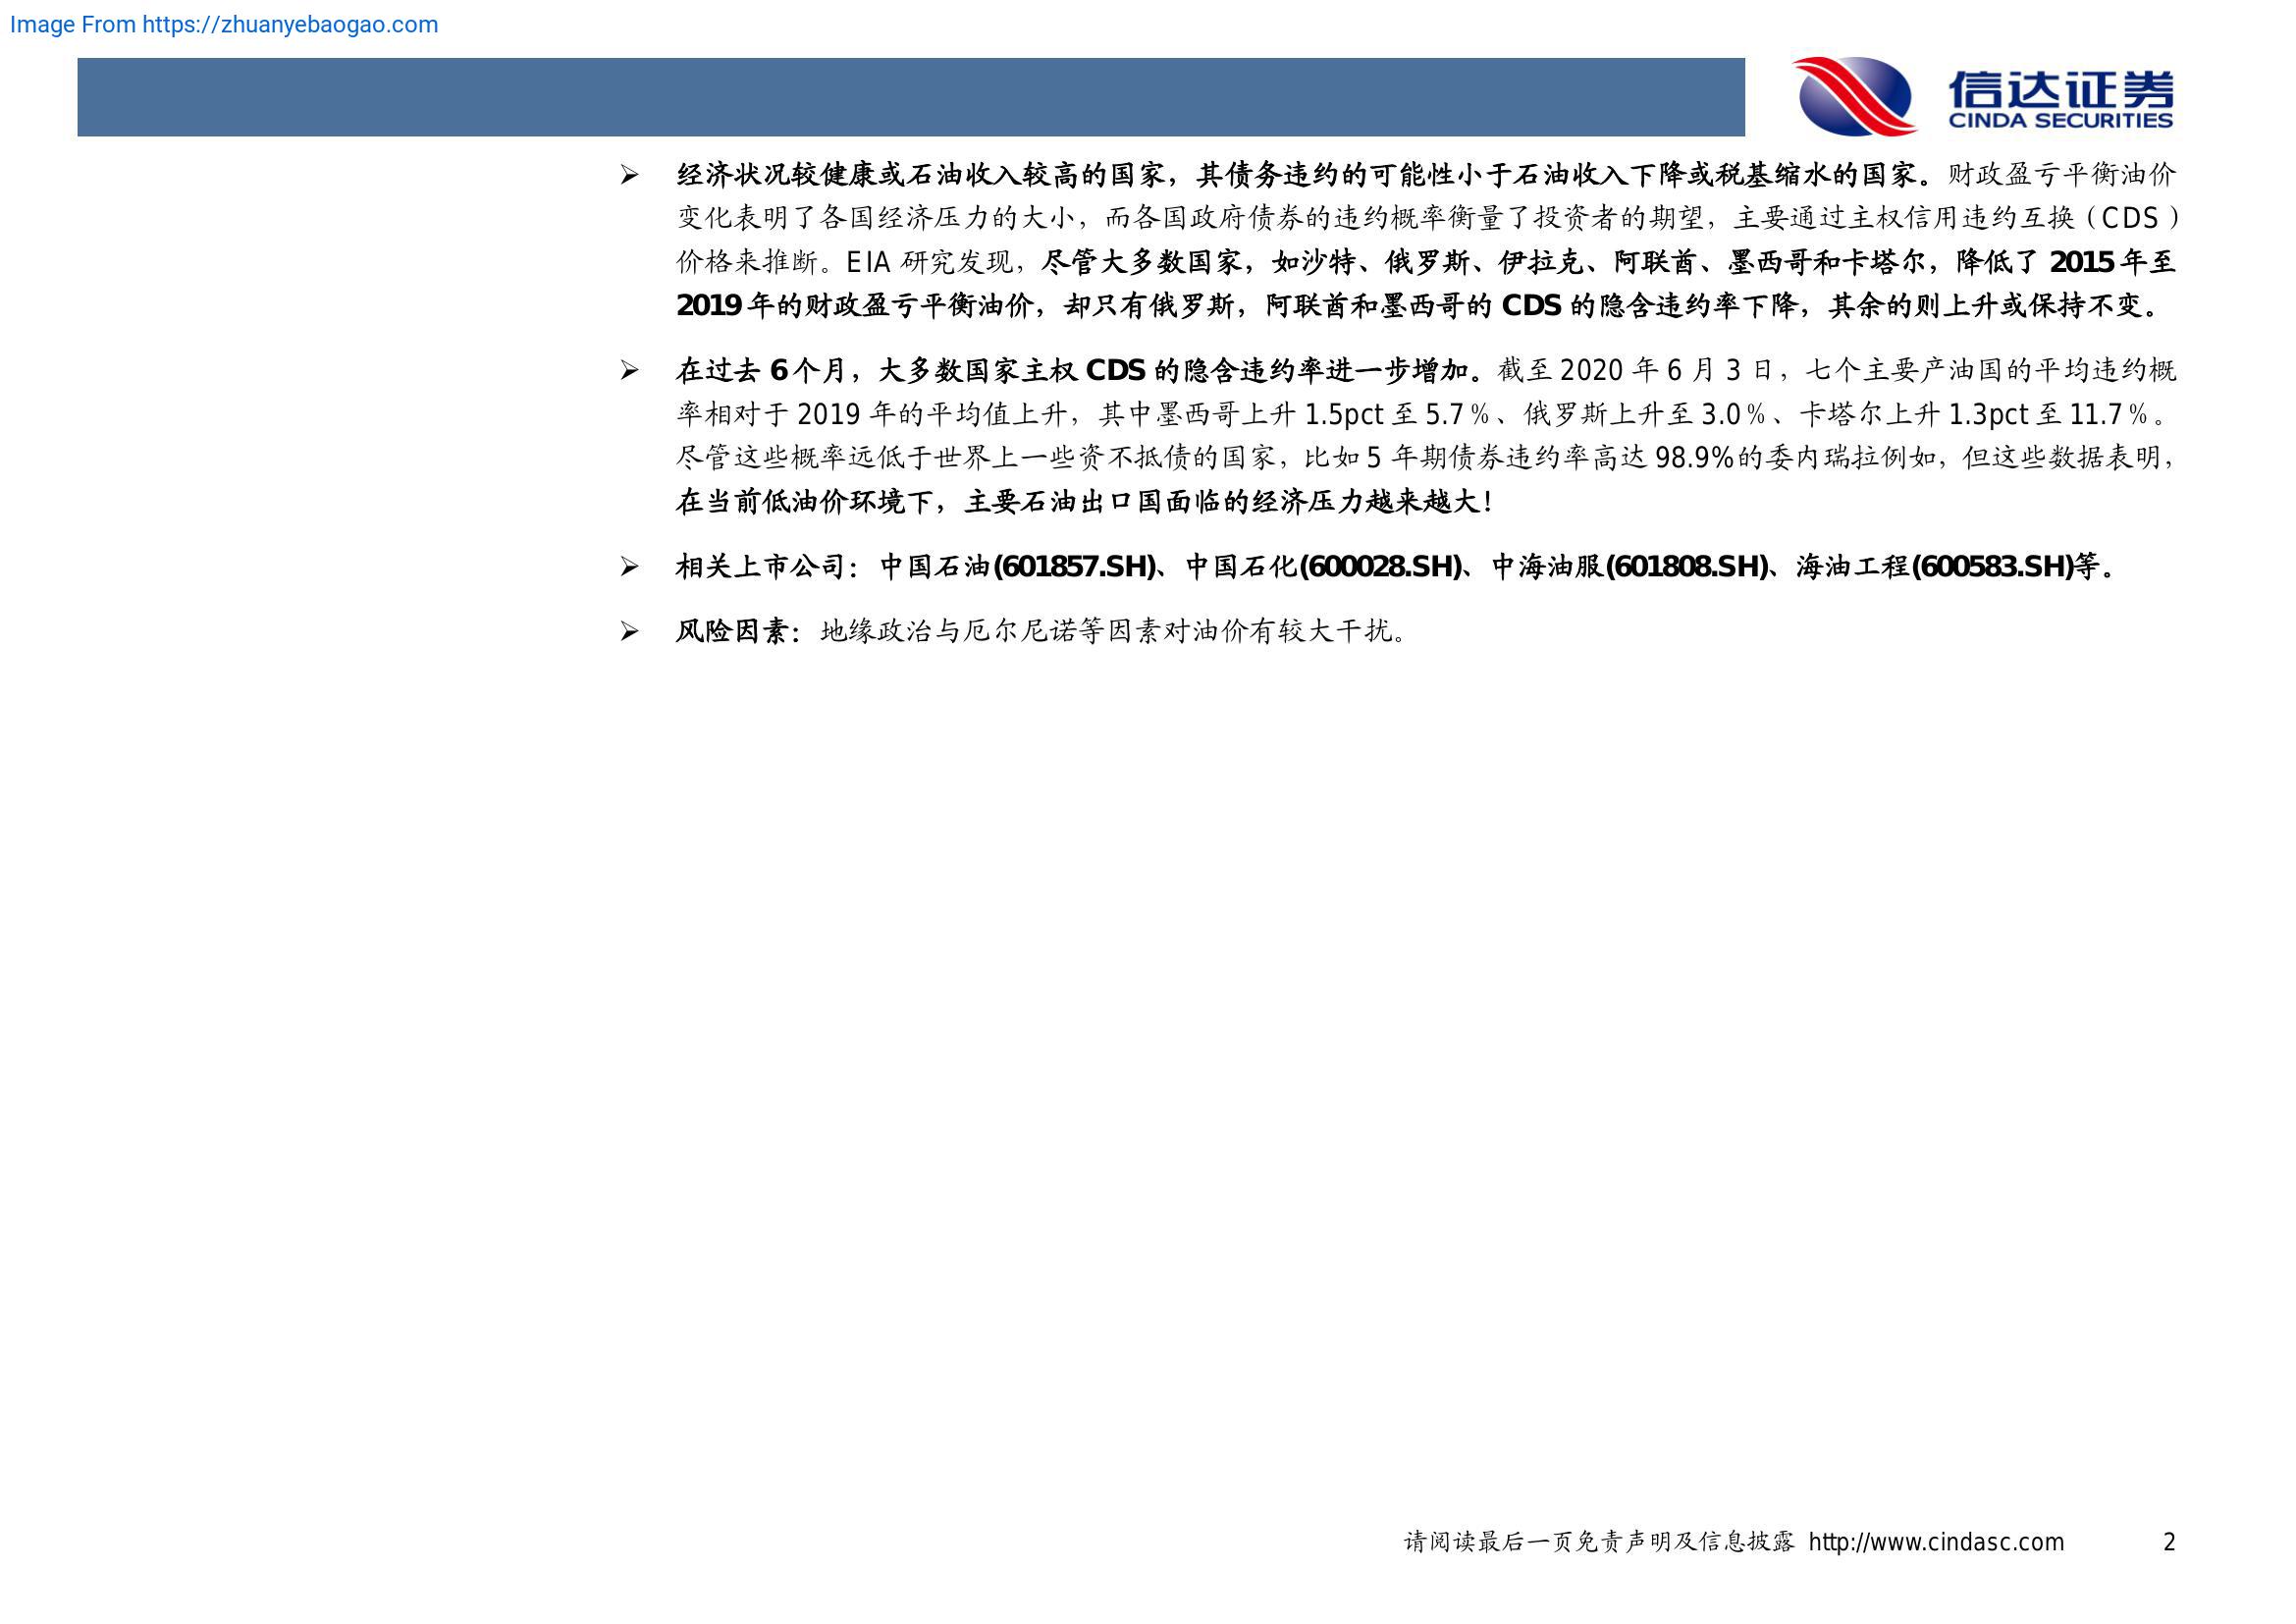 Image From https://zhuanyebaogao.com
信达证券
CINDA SECURITIES
➢ 经济状况较健康或石油收入较高的国家，其债务违约的可能性小于石油收入下降或税基缩水的国家。财政盈亏平衡油价
变化表明了各国经济压力的大小，而各国政府债券的违约概率衡量了投资者的期望，主要通过主权信用违约互换（CDS）
价格来推断。EIA 研究发现，尽管大多数国家，如沙特、俄罗斯、伊拉克、阿联酋、墨西哥和卡塔尔，降低了 2015 年至
2019 年的财政盈亏平衡油价，却只有俄罗斯，阿联酋和墨西哥的 CDS 的隐含违约率下降，其余的则上升或保持不变。
➢ 在过去 6 个月，大多数国家主权 CDS 的隐含违约率进一步增加。截至 2020 年 6 月 3 日，七个主要产油国的平均违约概
率相对于 2019 年的平均值上升，其中墨西哥上升 1.5pct 至 5.7％、俄罗斯上升至 3.0％、卡塔尔上升 1.3pct 至 11.7％。
尽管这些概率远低于世界上一些资不抵债的国家，比如 5 年期债券违约率高达 98.9%的委内瑞拉例如，但这些数据表明，
在当前低油价环境下，主要石油出口国面临的经济压力越来越大！
➢ 相关上市公司：中国石油(601857.SH)、中国石化(600028.SH)、中海油服(601808.SH)、海油工程(600583.SH)等。
➢ 风险因素：地缘政治与厄尔尼诺等因素对油价有较大干扰。
请阅读最后一页免责声明及信息披露 http://www.cindasc.com 2